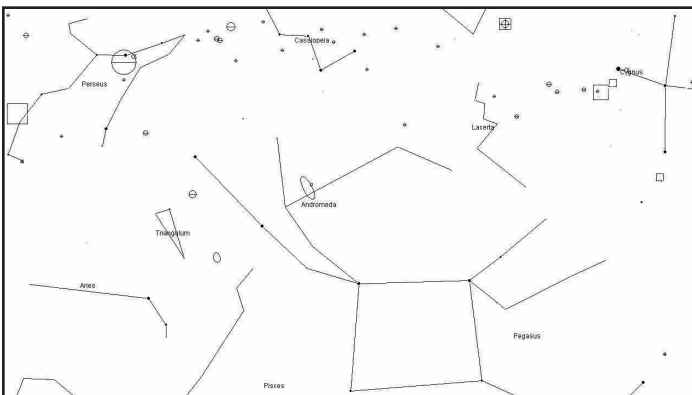 Cassiopeia
Cygnus
Perseus
Lacerta
Andromeda
Triangulum
Aries
Pegasus
Pisces